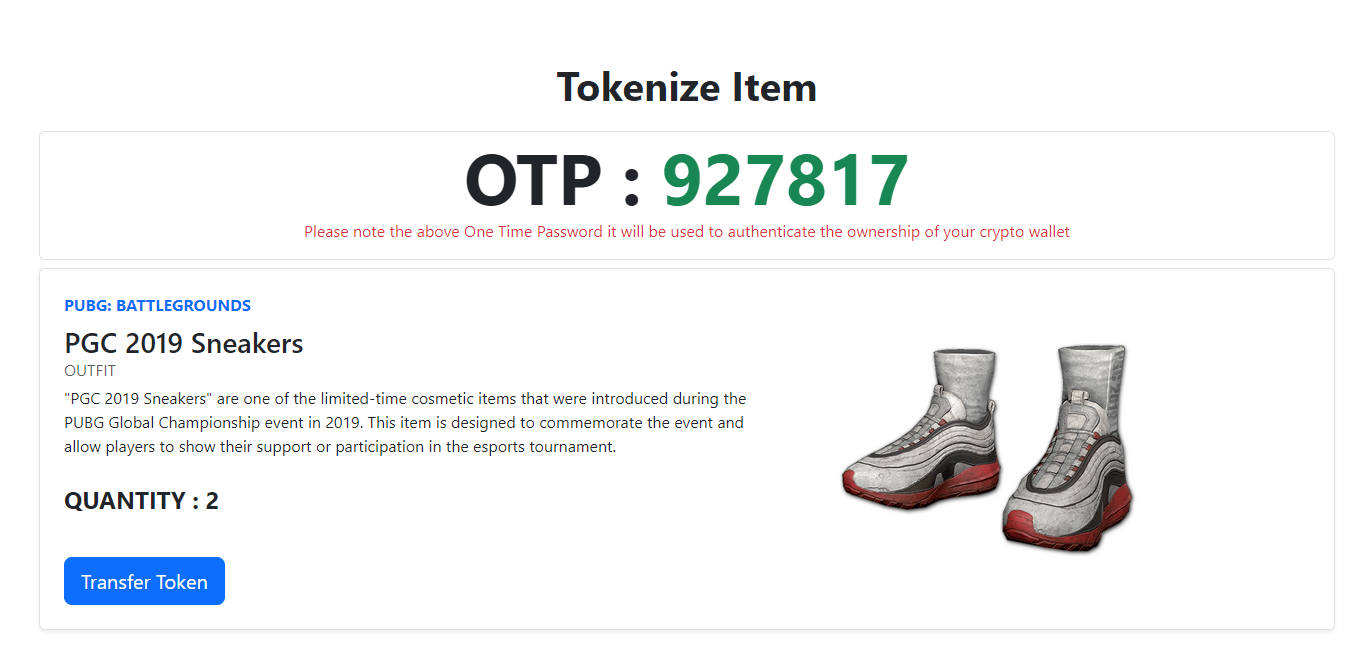 Tokenize Item
OTP : 927817
Please note the above One Time Password it will be used to authenticate the ownership of your crypto wallet
PUBG: BATTLEGROUNDS
PGC 2019 Sneakers
OUTFIT
"PGC 2019 Sneakers" are one of the limited-time cosmetic items that were introduced during the
PUBG Global Championship event in 2019. This item is designed to commemorate the event and
allow players to show their support or participation in the esports tournament.
QUANTITY : 2
Transfer Token